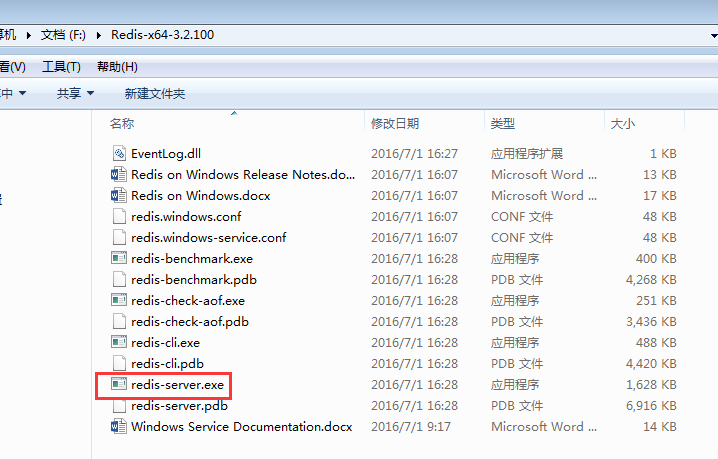 算机 ▸ 文档 (F:) ▸ Redis-x64-3.2.100
看(V) 工具(T) 帮助(H)
库中 ▼ 共享 ▼ 新建文件夹
名称 修改日期 类型 大小
EventLog.dll 2016/7/1 16:27 应用程序扩展 1 KB
Redis on Windows Release Notes.do... 2016/7/1 16:07 Microsoft Word ... 13 KB
Redis on Windows.docx 2016/7/1 16:07 Microsoft Word ... 17 KB
redis.windows.conf 2016/7/1 16:07 CONF 文件 48 KB
redis.windows-service.conf 2016/7/1 16:07 CONF 文件 48 KB
redis-benchmark.exe 2016/7/1 16:28 应用程序 400 KB
redis-benchmark.pdb 2016/7/1 16:28 PDB 文件 4,268 KB
redis-check-aof.exe 2016/7/1 16:28 应用程序 251 KB
redis-check-aof.pdb 2016/7/1 16:28 PDB 文件 3,436 KB
redis-cli.exe 2016/7/1 16:28 应用程序 488 KB
redis-cli.pdb 2016/7/1 16:28 PDB 文件 4,420 KB
redis-server.exe 2016/7/1 16:28 应用程序 1,628 KB
redis-server.pdb 2016/7/1 16:28 PDB 文件 6,916 KB
Windows Service Documentation.docx 2016/7/1 9:17 Microsoft Word ... 14 KB